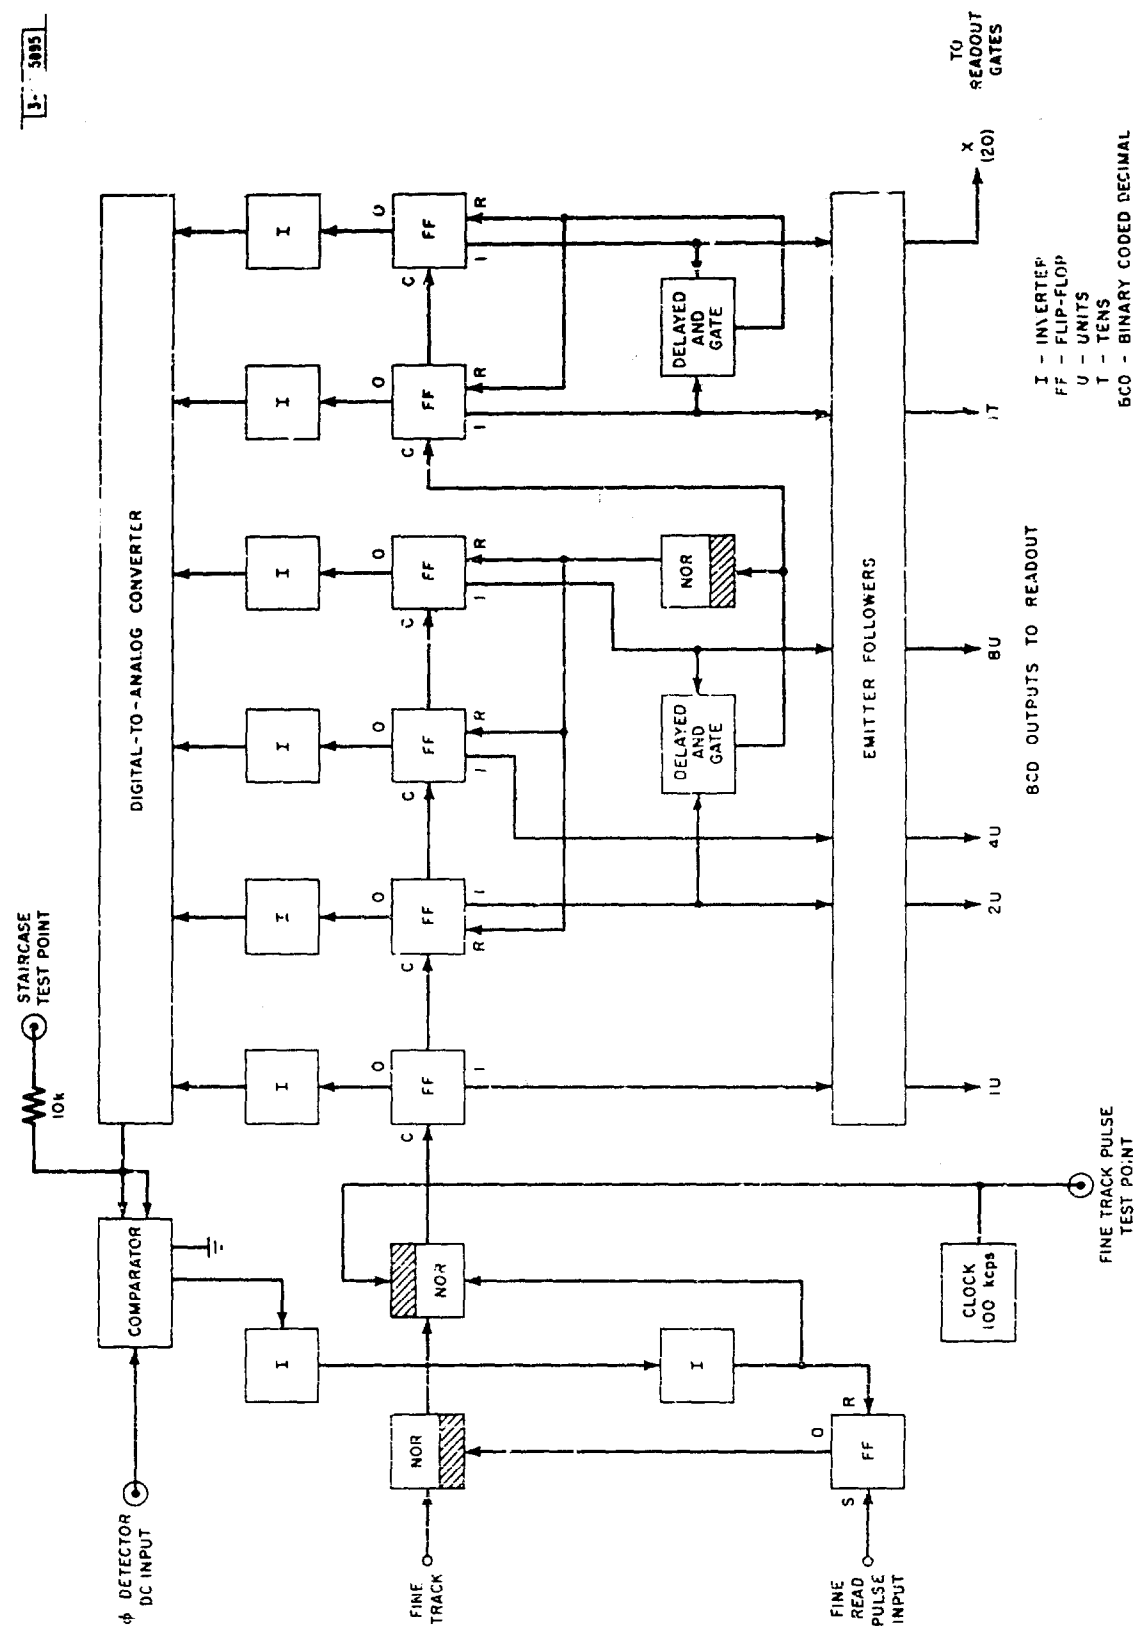 3- 5095
STAIRCASE
TEST POINT
10k
DIGITAL-TO-ANALOG CONVERTER
COMPARATOR
φ DETECTOR
DC INPUT
I
I
I
I
I
I
I
O
O
O
O
O
O
C
FF
C
FF
C
FF
C
FF
C
FF
C
FF
I
R
I
I
R
I
R
I
R
I
R
NOR
NOR
FINE
TRACK
I
DELAYED
AND
GATE
NOR
DELAYED
AND
GATE
O
R
S
FF
FINE
READ
PULSE
INPUT
CLOCK
100 kcps
EMITTER FOLLOWERS
1U
2U
4U
8U
1T
X
(20)
TO
READOUT
GATES
FINE TRACK PULSE
TEST POINT
BCD OUTPUTS TO READOUT
I - INVERTER
FF - FLIP-FLOP
U - UNITS
T - TENS
BCD - BINARY CODED DECIMAL